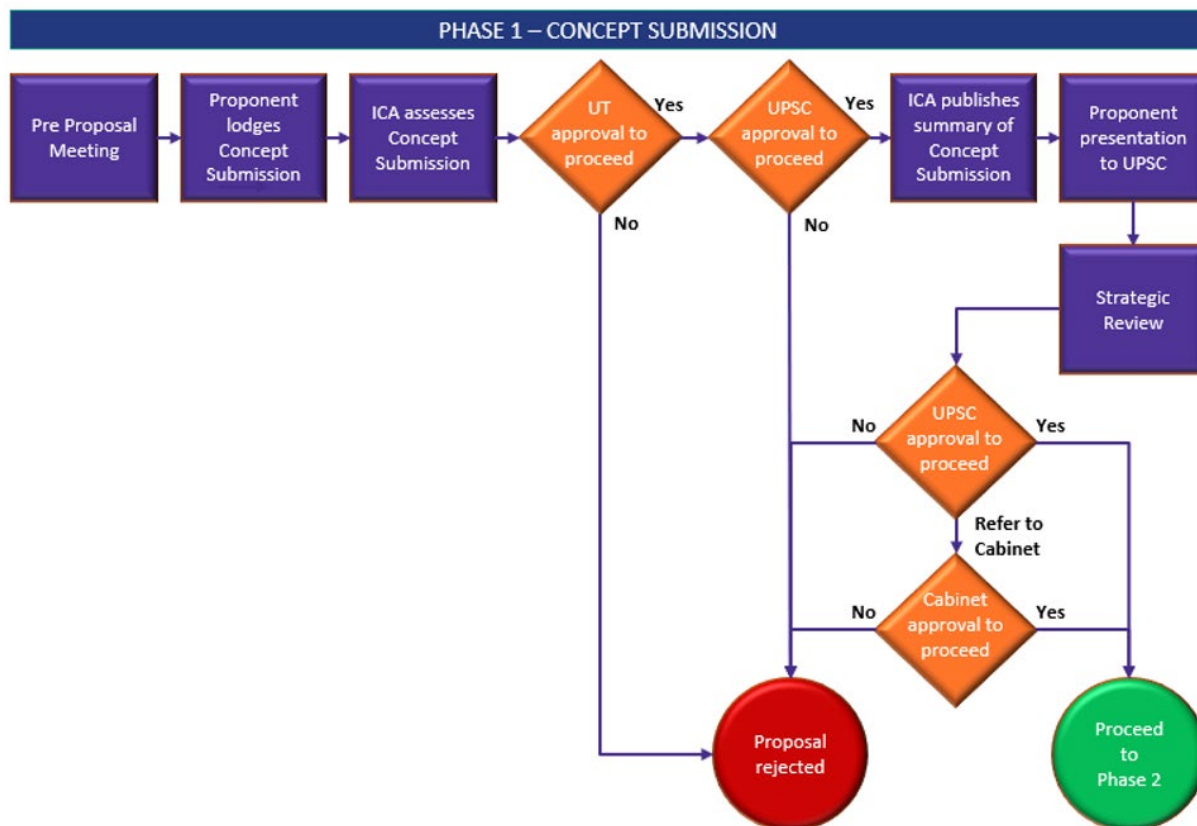 PHASE 1 – CONCEPT SUBMISSION
Pre Proposal
Meeting
Proponent
lodges
Concept
Submission
ICA assesses
Concept
Submission
UT
approval to
proceed
Yes
No
UPSC
approval to
proceed
Yes
No
ICA publishes
summary of
Concept
Submission
Proponent
presentation
to UPSC
Strategic
Review
UPSC
approval to
proceed
No
Yes
Refer to
Cabinet
Cabinet
approval to
proceed
No
Yes
Proposal
rejected
Proceed
to
Phase 2